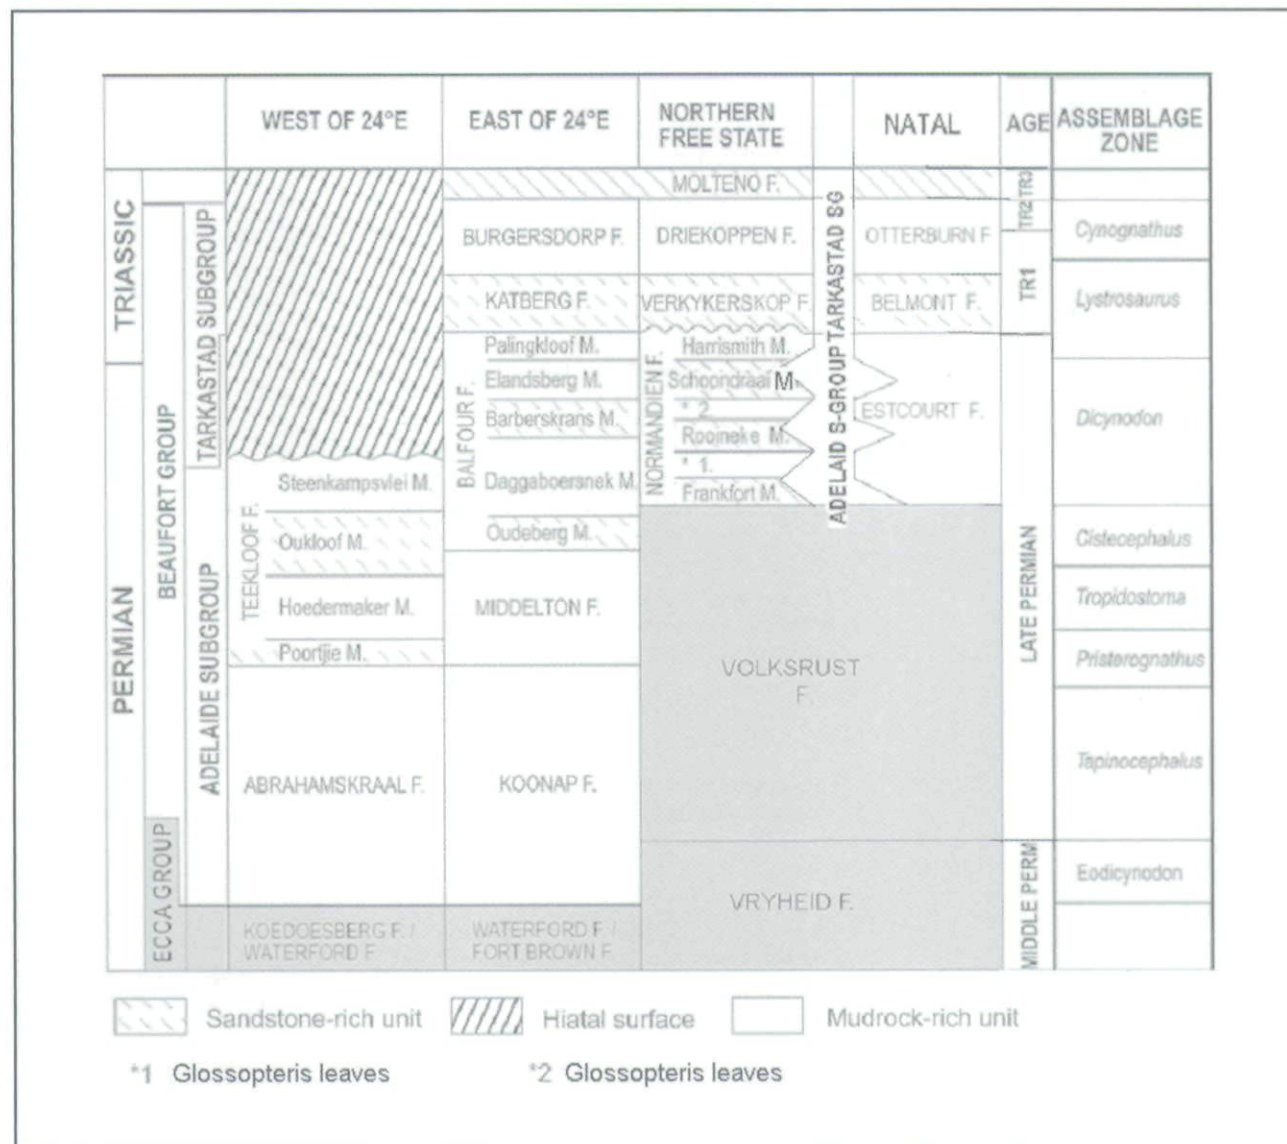 WEST OF 24°E
EAST OF 24°E
NORTHERN
FREE STATE
NATAL
AGE
ASSEMBLAGE
ZONE
TRIASSIC
PERMIAN
BEAUFORT GROUP
ECCA GROUP
TARKASTAD SUBGROUP
ADELAIDE SUBGROUP
TEEKLOOF F.
Steenkampsvlei M.
Oukloof M.
Hoedermaker M.
Poortjie M.
ABRAHAMSKRAAL F.
KOEDOESBERG F. /
WATERFORD F.
MOLTENO F.
BURGERSDORP F.
KATBERG F.
BALFOUR F.
Palingkloof M.
Elandsberg M.
Barberskrans M.
Daggaboersnek M.
Oudeberg M.
MIDDELTON F.
KOONAP F.
WATERFORD F. /
FORT BROWN F.
DRIEKOPPEN F.
VERKYKERSKOP F.
NORMANDIEN F.
Harrismith M.
Schoondraai M.
* 2.
Rooineke M.
* 1.
Frankfort M.
ADELAID S-GROUP TARKASTAD SG
OTTERBURN F
BELMONT F.
ESTCOURT F.
VOLKSRUST
F.
VRYHEID F.
TR3
TR2
TR1
LATE PERMIAN
MIDDLE PERM
Cynognathus
Lystrosaurus
Dicynodon
Cistecephalus
Tropidostoma
Pristerognathus
Tapinocephalus
Eodicynodon
Sandstone-rich unit
Hiatal surface
Mudrock-rich unit
*1 Glossopteris leaves
*2 Glossopteris leaves